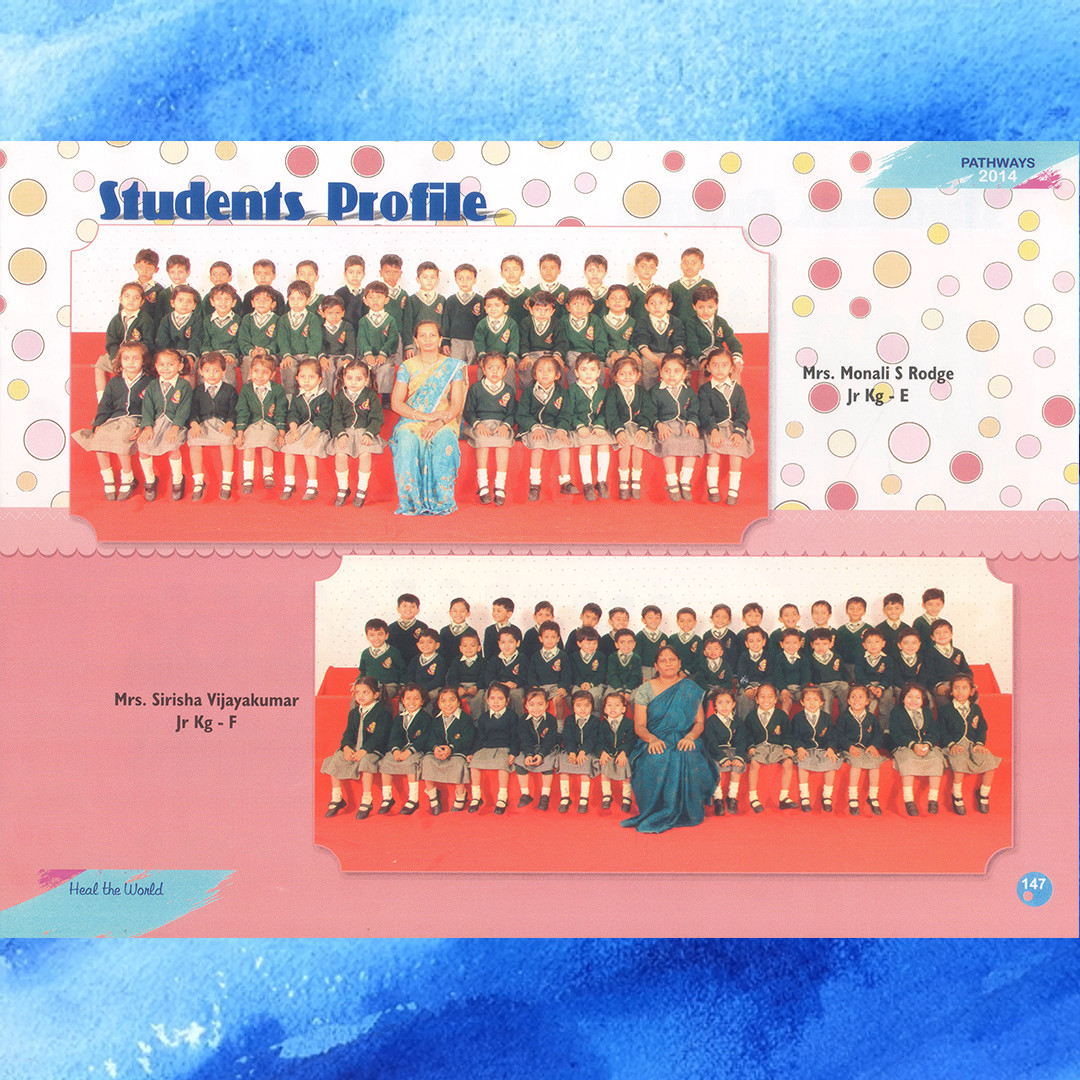 PATHWAYS
2014
Students Profile
Mrs. Monali S Rodge
Jr Kg - E
Mrs. Sirisha Vijayakumar
Jr Kg - F
Heal the World
147